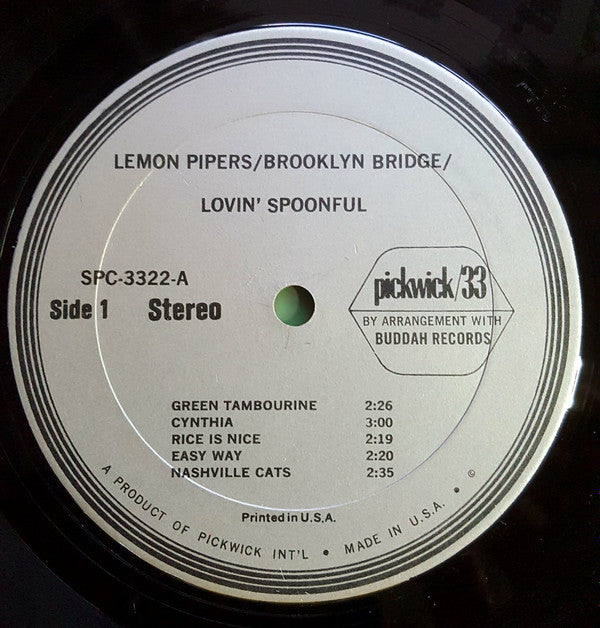 LEMON PIPERS/BROOKLYN BRIDGE/
LOVIN' SPOONFUL
SPC-3322-A
Side 1 Stereo
pickwick/33
BY ARRANGEMENT WITH
BUDDAH RECORDS
GREEN TAMBOURINE 2:26
CYNTHIA 3:00
RICE IS NICE 2:19
EASY WAY 2:20
NASHVILLE CATS 2:35
Printed in U.S.A.
A PRODUCT OF PICKWICK INT'L • MADE IN U.S.A. • ©